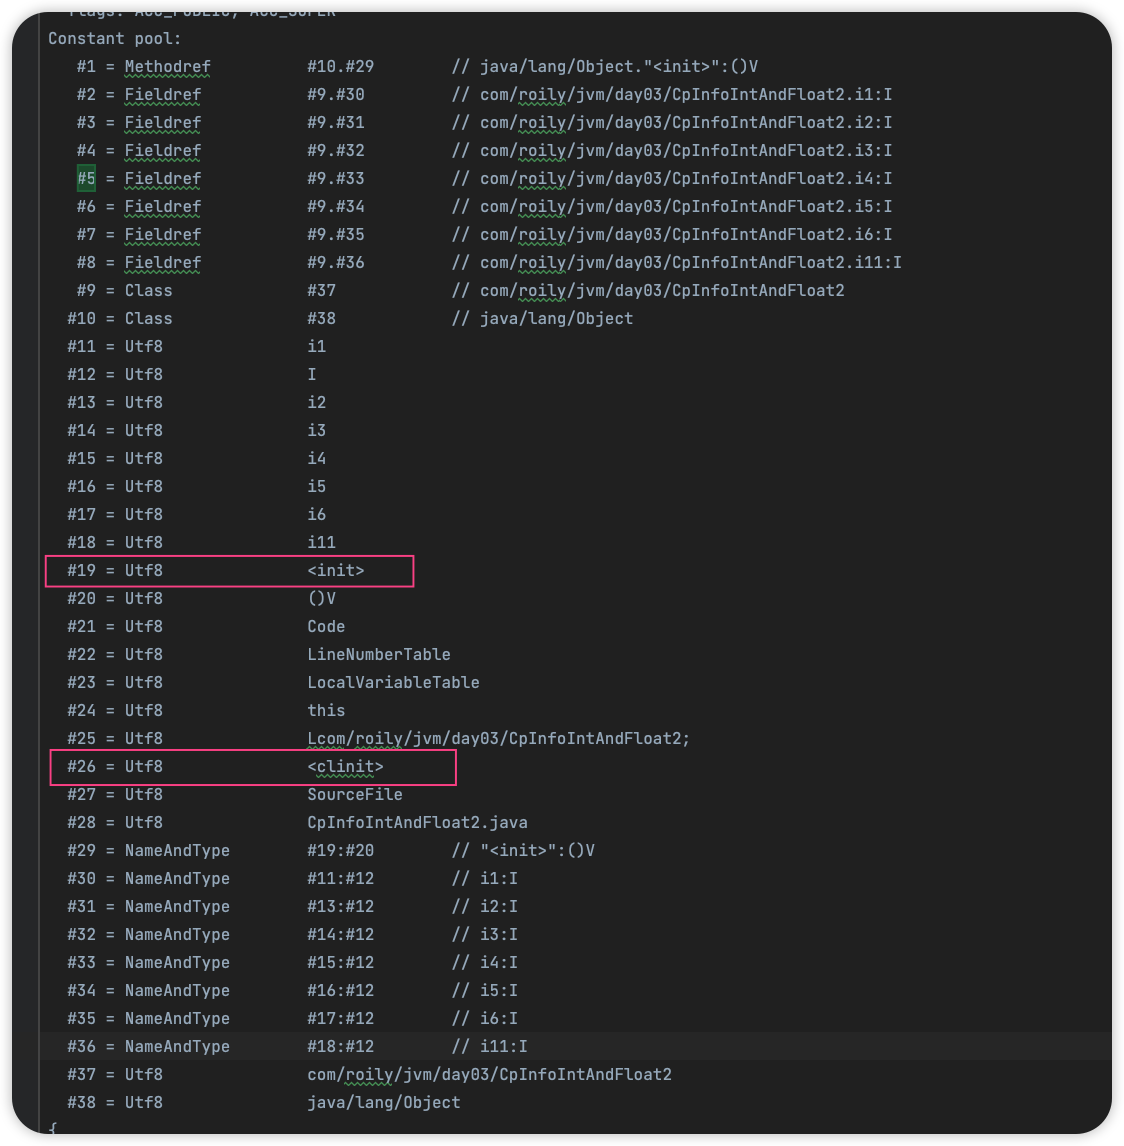 flags: ACC_PUBLIC, ACC_SUPER
Constant pool:
#1 = Methodref #10.#29 // java/lang/Object."<init>":()V
#2 = Fieldref #9.#30 // com/roily/jvm/day03/CpInfoIntAndFloat2.i1:I
#3 = Fieldref #9.#31 // com/roily/jvm/day03/CpInfoIntAndFloat2.i2:I
#4 = Fieldref #9.#32 // com/roily/jvm/day03/CpInfoIntAndFloat2.i3:I
#5 = Fieldref #9.#33 // com/roily/jvm/day03/CpInfoIntAndFloat2.i4:I
#6 = Fieldref #9.#34 // com/roily/jvm/day03/CpInfoIntAndFloat2.i5:I
#7 = Fieldref #9.#35 // com/roily/jvm/day03/CpInfoIntAndFloat2.i6:I
#8 = Fieldref #9.#36 // com/roily/jvm/day03/CpInfoIntAndFloat2.i11:I
#9 = Class #37 // com/roily/jvm/day03/CpInfoIntAndFloat2
#10 = Class #38 // java/lang/Object
#11 = Utf8 i1
#12 = Utf8 I
#13 = Utf8 i2
#14 = Utf8 i3
#15 = Utf8 i4
#16 = Utf8 i5
#17 = Utf8 i6
#18 = Utf8 i11
#19 = Utf8 <init>
#20 = Utf8 ()V
#21 = Utf8 Code
#22 = Utf8 LineNumberTable
#23 = Utf8 LocalVariableTable
#24 = Utf8 this
#25 = Utf8 Lcom/roily/jvm/day03/CpInfoIntAndFloat2;
#26 = Utf8 <clinit>
#27 = Utf8 SourceFile
#28 = Utf8 CpInfoIntAndFloat2.java
#29 = NameAndType #19:#20 // "<init>":()V
#30 = NameAndType #11:#12 // i1:I
#31 = NameAndType #13:#12 // i2:I
#32 = NameAndType #14:#12 // i3:I
#33 = NameAndType #15:#12 // i4:I
#34 = NameAndType #16:#12 // i5:I
#35 = NameAndType #17:#12 // i6:I
#36 = NameAndType #18:#12 // i11:I
#37 = Utf8 com/roily/jvm/day03/CpInfoIntAndFloat2
#38 = Utf8 java/lang/Object
{